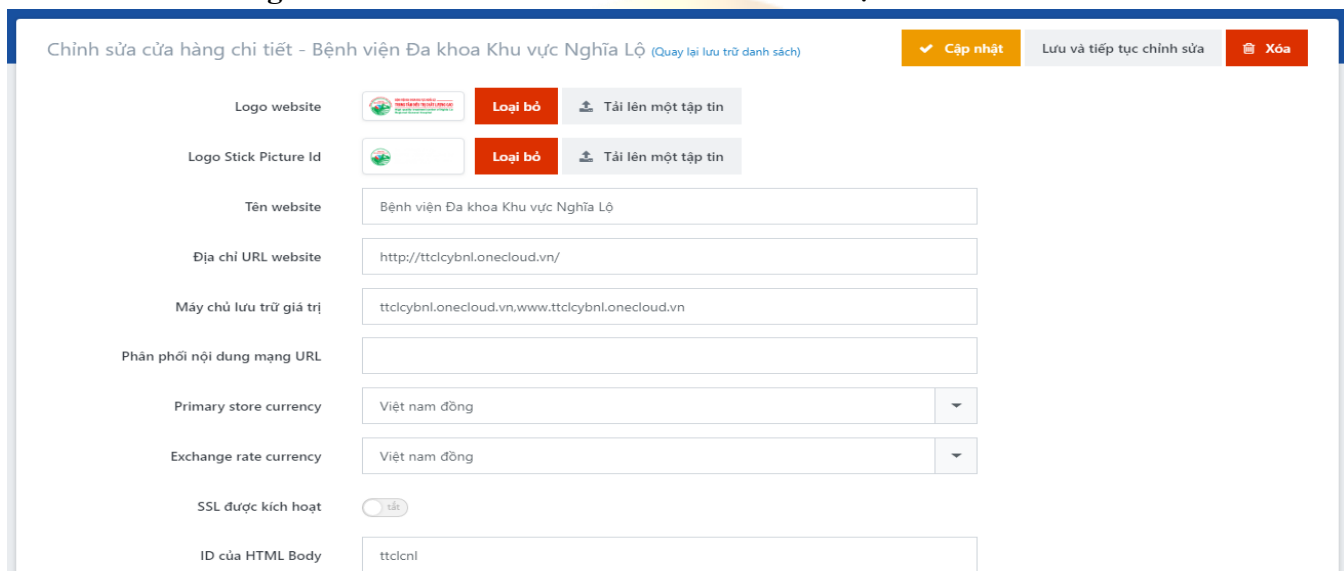 Chỉnh sửa cửa hàng chi tiết - Bệnh viện Đa khoa Khu vực Nghĩa Lộ (Quay lại lưu trữ danh sách) Cập nhật Lưu và tiếp tục chỉnh sửa Xóa
Logo website Loại bỏ Tải lên một tập tin
Logo Stick Picture Id Loại bỏ Tải lên một tập tin
Tên website Bệnh viện Đa khoa Khu vực Nghĩa Lộ
Địa chỉ URL website http://ttclcybnl.onecloud.vn/
Máy chủ lưu trữ giá trị ttclcybnl.onecloud.vn,www.ttclcybnl.onecloud.vn
Phân phối nội dung mạng URL
Primary store currency Việt nam đồng
Exchange rate currency Việt nam đồng
SSL được kích hoạt tắt
ID của HTML Body ttclcnl